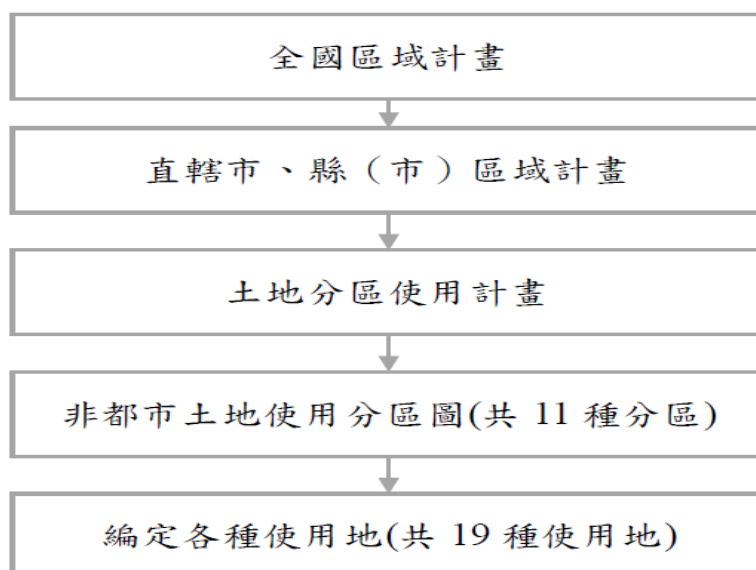 全國區域計畫
直轄市、縣（市）區域計畫
土地分區使用計畫
非都市土地使用分區圖(共 11 種分區)
編定各種使用地(共 19 種使用地)